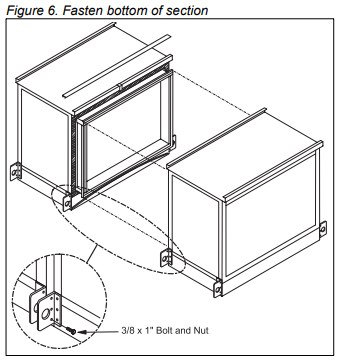 Figure 6. Fasten bottom of section
3/8 x 1" Bolt and Nut